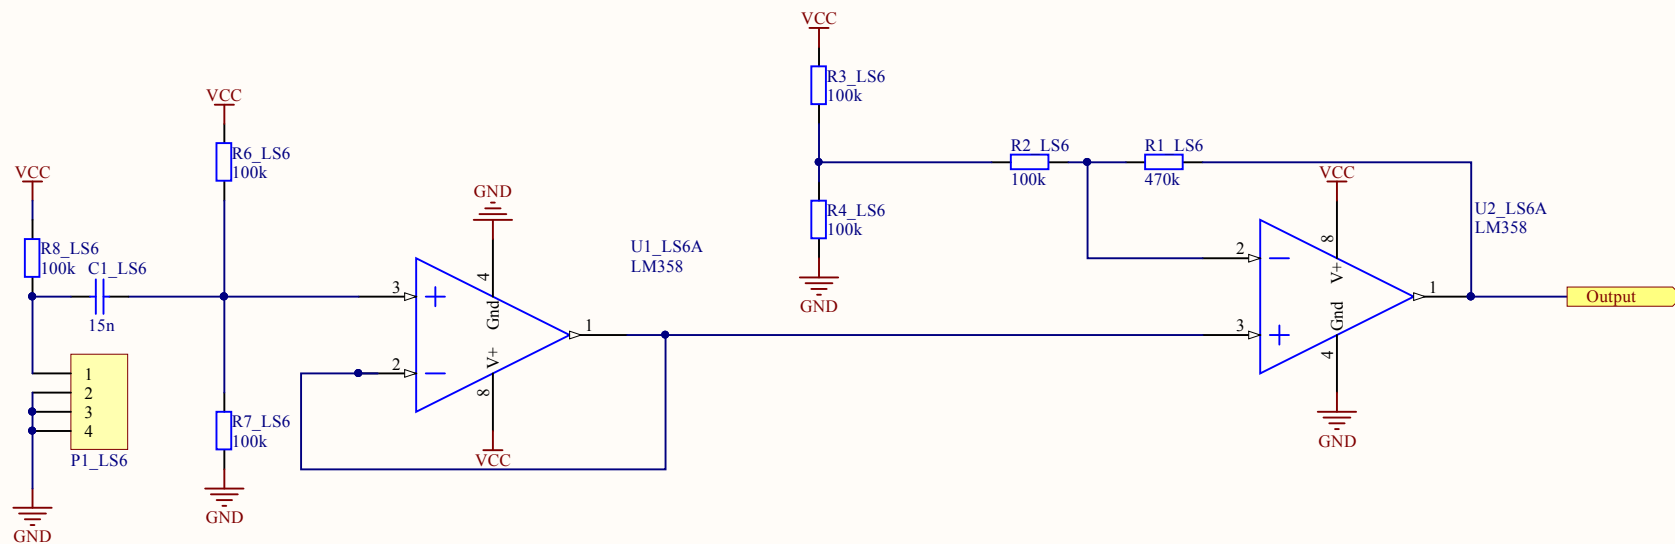 VCC
R3_LS6
100k
VCC
R6_LS6
100k
R2_LS6
100k
R1_LS6
470k
VCC
R8_LS6
100k
C1_LS6
15n
GND
R4_LS6
100k
GND
VCC
U2_LS6A
LM358
U1_LS6A
LM358
4
Gnd
3
1
2
V+
8
VCC
8
V+
2
1
3
Gnd
4
GND
Output
1
2
3
4
P1_LS6
GND
R7_LS6
100k
GND